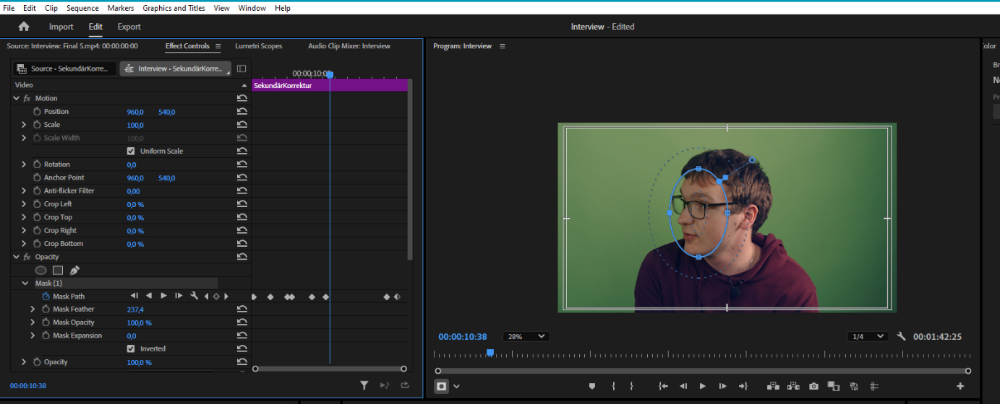 File Edit Clip Sequence Markers Graphics and Titles View Window Help
Import Edit Export
Interview - Edited
Source: Interview: Final 5.mp4: 00:00:00:00 Effect Controls Lumetri Scopes Audio Clip Mixer: Interview
Program: Interview
Source • SekundärKorre... Interview • SekundärKorre...
00:00:10:00
Video
SekundärKorrektur
fx Motion
Position 960,0 540,0
Scale 100,0
Scale Width 100,0
Uniform Scale
Rotation 0,0
Anchor Point 960,0 540,0
Anti-flicker Filter 0,00
Crop Left 0,0 %
Crop Top 0,0 %
Crop Right 0,0 %
Crop Bottom 0,0 %
fx Opacity
Mask (1)
Mask Path
Mask Feather 237,4
Mask Opacity 100,0 %
Mask Expansion 0,0
Inverted
Opacity 100,0 %
00:00:10:38
00:00:10:38 28% 1/4 00:01:42:25